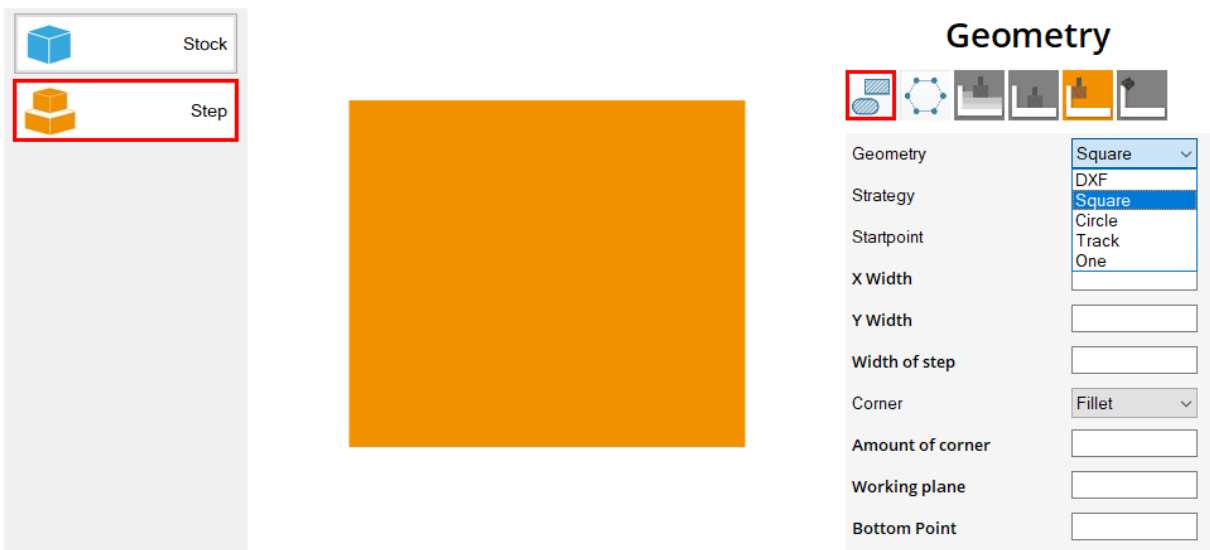 Stock
Step
Geometry
Geometry Square
DXF
Square
Circle
Track
One
Strategy
Startpoint
X Width
Y Width
Width of step
Corner Fillet
Amount of corner
Working plane
Bottom Point